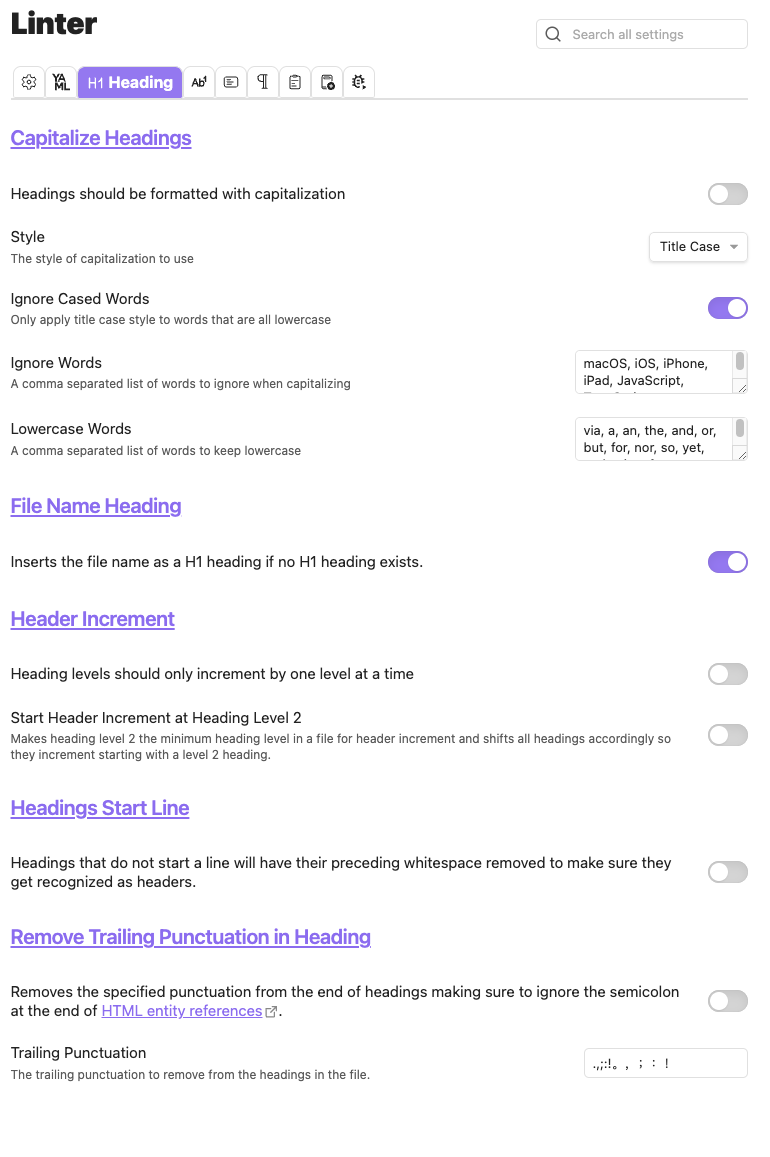 Linter
Search all settings
YAML
H1 Heading
Capitalize Headings
Headings should be formatted with capitalization
Style
The style of capitalization to use
Title Case
Ignore Cased Words
Only apply title case style to words that are all lowercase
Ignore Words
A comma separated list of words to ignore when capitalizing
macOS, iOS, iPhone,
iPad, JavaScript,
Lowercase Words
A comma separated list of words to keep lowercase
via, a, an, the, and, or,
but, for, nor, so, yet,
File Name Heading
Inserts the file name as a H1 heading if no H1 heading exists.
Header Increment
Heading levels should only increment by one level at a time
Start Header Increment at Heading Level 2
Makes heading level 2 the minimum heading level in a file for header increment and shifts all headings accordingly so
they increment starting with a level 2 heading.
Headings Start Line
Headings that do not start a line will have their preceding whitespace removed to make sure they
get recognized as headers.
Remove Trailing Punctuation in Heading
Removes the specified punctuation from the end of headings making sure to ignore the semicolon
at the end of HTML entity references.
Trailing Punctuation
The trailing punctuation to remove from the headings in the file.
.,;:!。，；：！